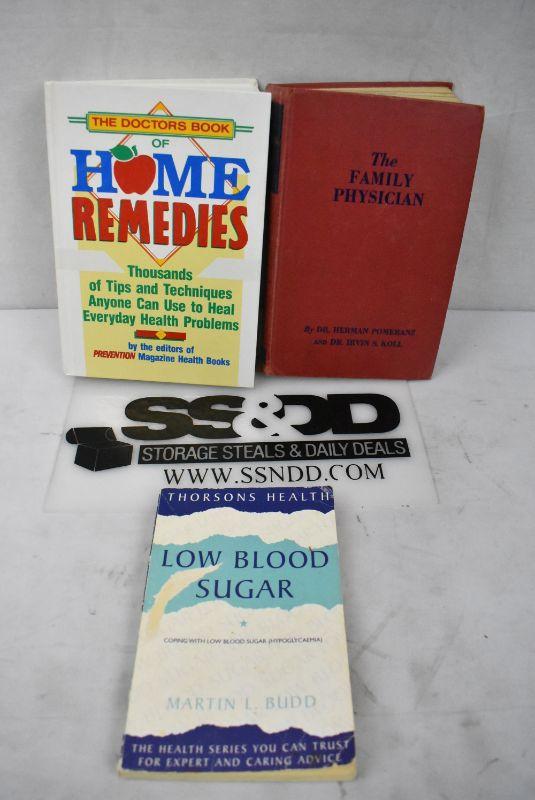 THE DOCTORS BOOK
OF
HOME
REMEDIES
Thousands
of Tips and Techniques
Anyone Can Use to Heal
Everyday Health Problems
by the editors of
PREVENTION Magazine Health Books
The
FAMILY
PHYSICIAN
By DR. HERMAN POMERANZ
AND DR. IRVIN S. KOLL
SS&DD
STORAGE STEALS & DAILY DEALS
WWW.SSNDD.COM
THORSONS HEALTH
LOW BLOOD
SUGAR
COPING WITH LOW BLOOD SUGAR (HYPOGLYCAEMIA)
MARTIN L. BUDD
THE HEALTH SERIES YOU CAN TRUST
FOR EXPERT AND CARING ADVICE